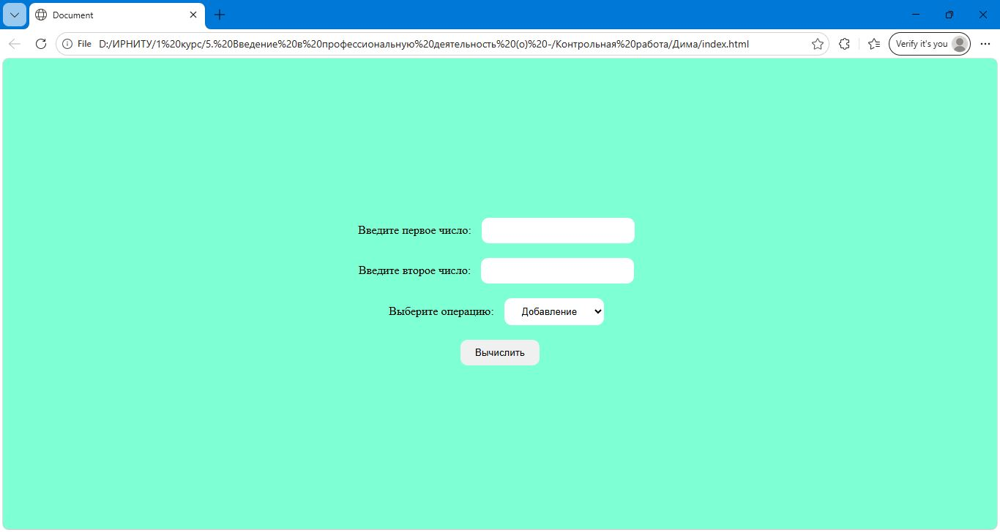 Document
File D:/ИРНИТУ/1%20курс/5.%20Введение%20в%20профессиональную%20деятельность%20(о)%20-/Контрольная%20работа/Дима/index.html Verify it's you
Введите первое число:
Введите второе число:
Выберите операцию: Добавление
Вычислить